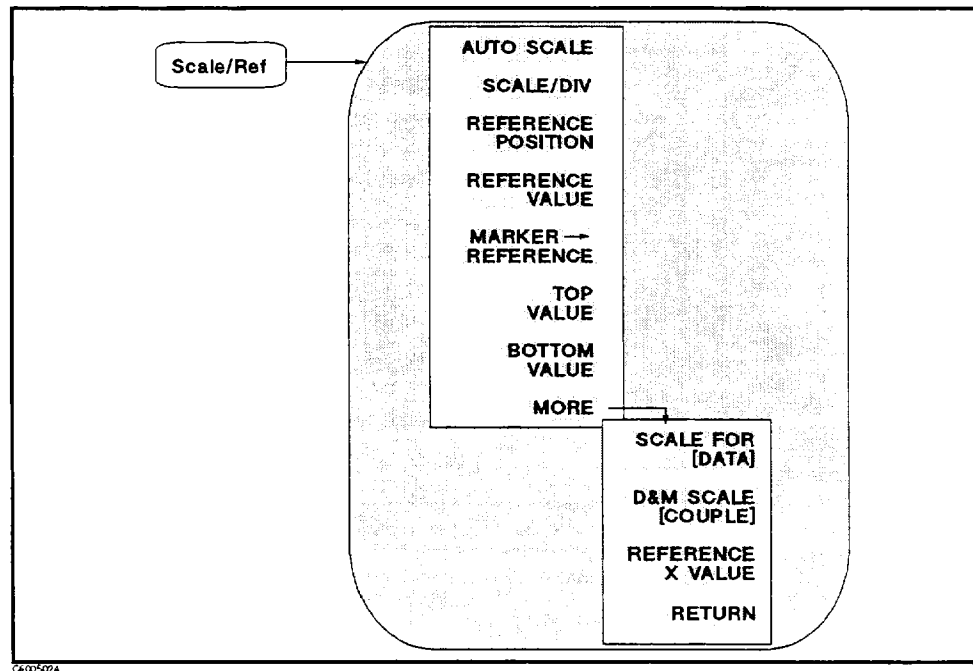 Scale/Ref
AUTO SCALE
SCALE/DIV
REFERENCE
POSITION
REFERENCE
VALUE
MARKER →
REFERENCE
TOP
VALUE
BOTTOM
VALUE
MORE
SCALE FOR
[DATA]
D&M SCALE
[COUPLE]
REFERENCE
X VALUE
RETURN